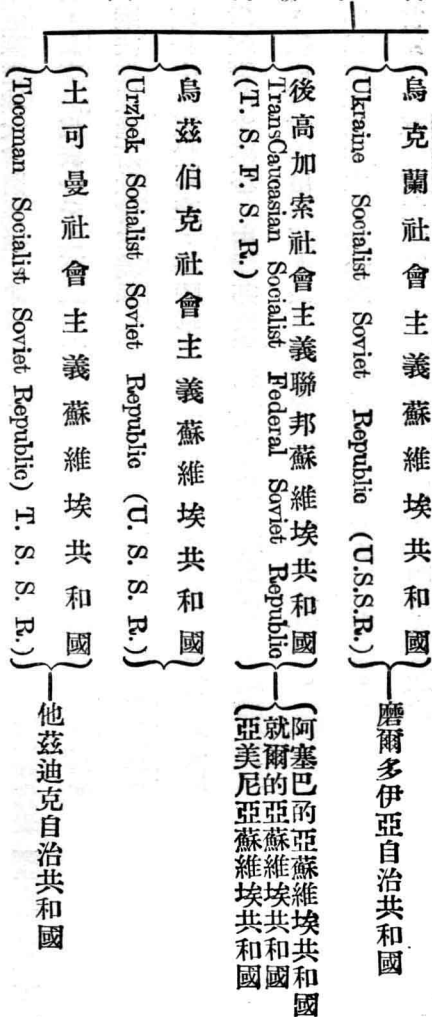 烏克蘭社會主義蘇維埃共和國
Ukraine Socialist Soviet Republic (U.S.S.R.)
磨爾多伊亞自治共和國
後高加索社會主義聯邦蘇維埃共和國
TransCaucasian Socialist Federal Soviet Republic
(T. S. F. S. R.)
阿塞巴的亞蘇維埃共和國
就爾的亞蘇維埃共和國
亞美尼亞蘇維埃共和國
烏茲伯克社會主義蘇維埃共和國
Urzbek Socialist Soviet Republic (U. S. S. R.)
土可曼社會主義蘇維埃共和國
Tocoman Socialist Soviet Republic) T. S. S. R.)
他茲迪克自治共和國